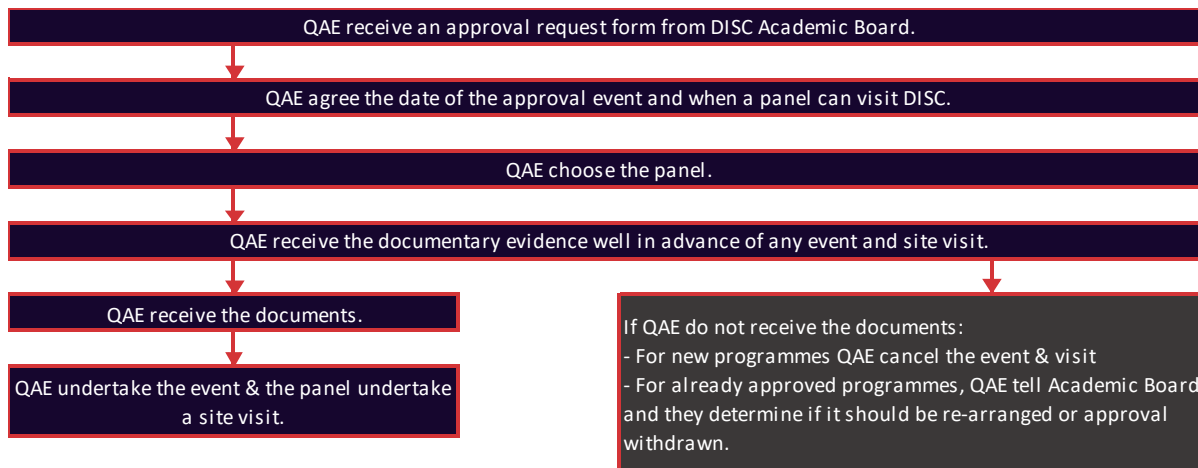 QAE receive an approval request form from DISC Academic Board.
QAE agree the date of the approval event and when a panel can visit DISC.
QAE choose the panel.
QAE receive the documentary evidence well in advance of any event and site visit.
QAE receive the documents.
QAE undertake the event & the panel undertake
a site visit.
If QAE do not receive the documents:
- For new programmes QAE cancel the event & visit
- For already approved programmes, QAE tell Academic Board
and they determine if it should be re-arranged or approval
withdrawn.